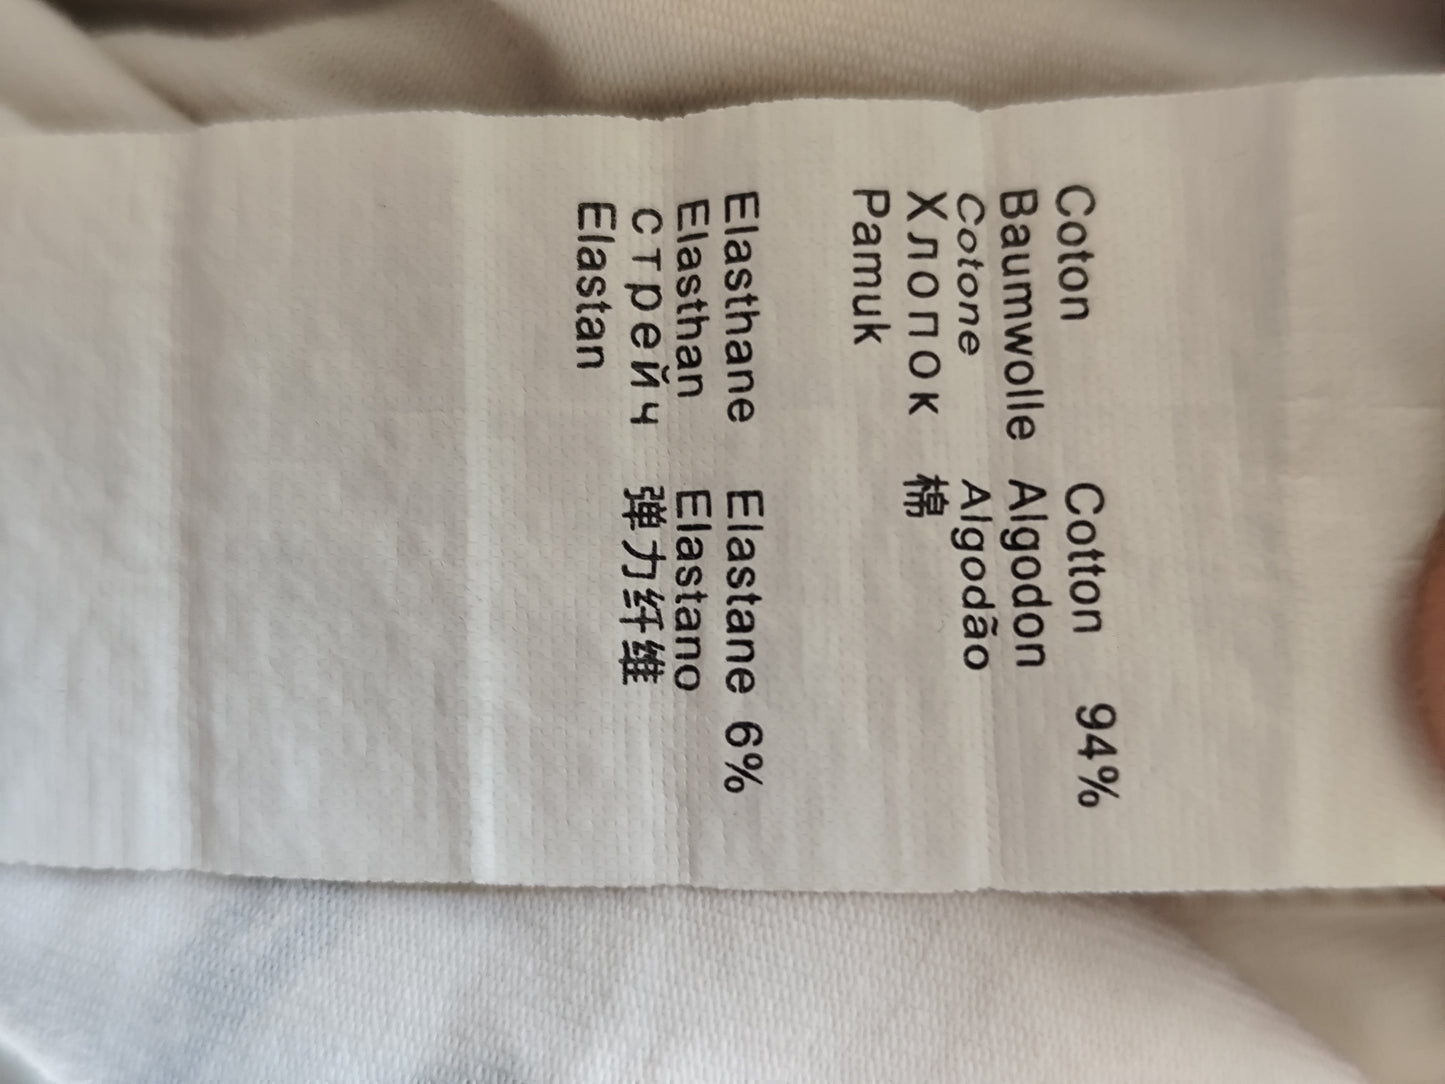 Coton Cotton 94%
Baumwolle Algodon
Cotone Algodão
Хлопок 棉
Pamuk
Elasthane Elastane 6%
Elasthan Elastano
стрейч 弹力纤维
Elastan